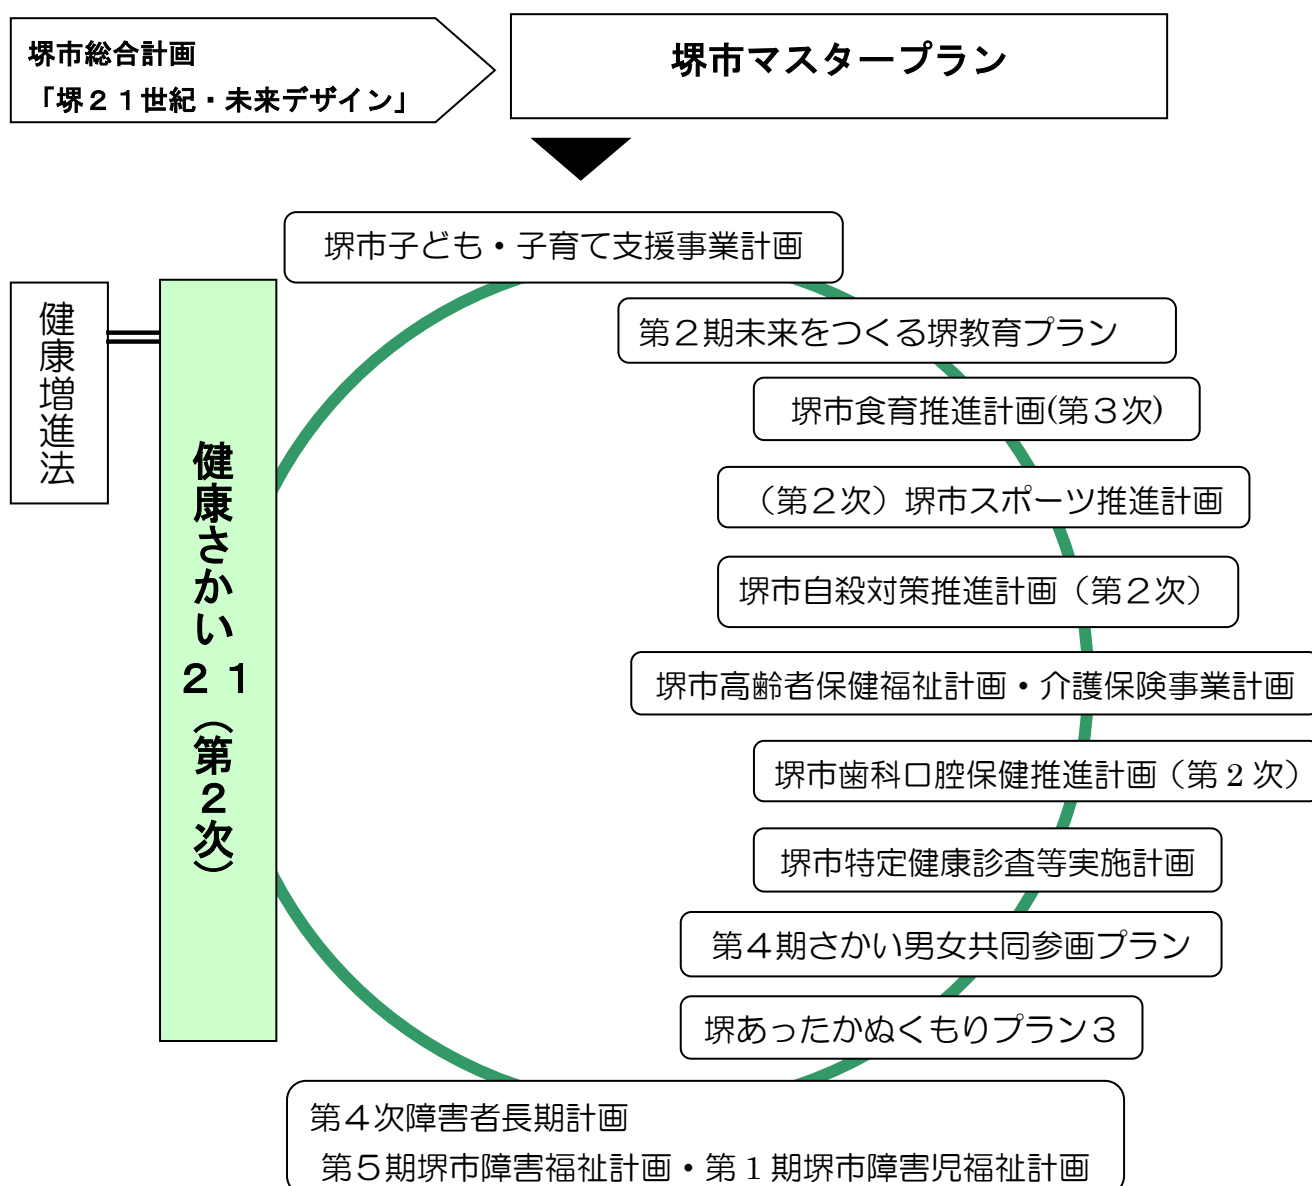 堺市総合計画
「堺２１世紀・未来デザイン」
堺市マスタープラン
堺市子ども・子育て支援事業計画
健康増進法
健康さかい２１（第２次）
第２期未来をつくる堺教育プラン
堺市食育推進計画(第３次)
（第２次）堺市スポーツ推進計画
堺市自殺対策推進計画（第２次）
堺市高齢者保健福祉計画・介護保険事業計画
堺市歯科口腔保健推進計画（第 2 次）
堺市特定健康診査等実施計画
第４期さかい男女共同参画プラン
堺あったかぬくもりプラン３
第４次障害者長期計画
第５期堺市障害福祉計画・第 1 期堺市障害児福祉計画